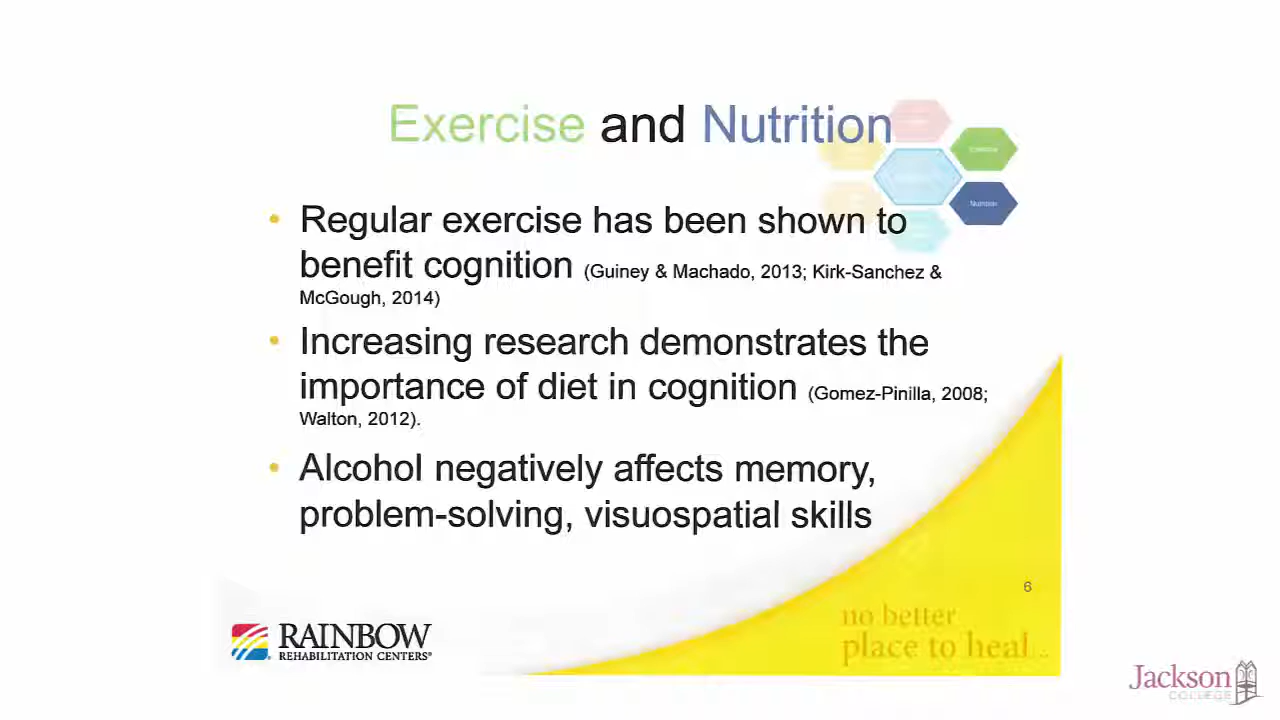 Exercise and Nutrition
Nutrition
• Regular exercise has been shown to
benefit cognition (Guiney & Machado, 2013; Kirk-Sanchez &
McGough, 2014)
• Increasing research demonstrates the
importance of diet in cognition (Gomez-Pinilla, 2008;
Walton, 2012).
• Alcohol negatively affects memory,
problem-solving, visuospatial skills
6
no better
place to heal...
RAINBOW
REHABILITATION CENTERS®
Jackson
COLLEGE